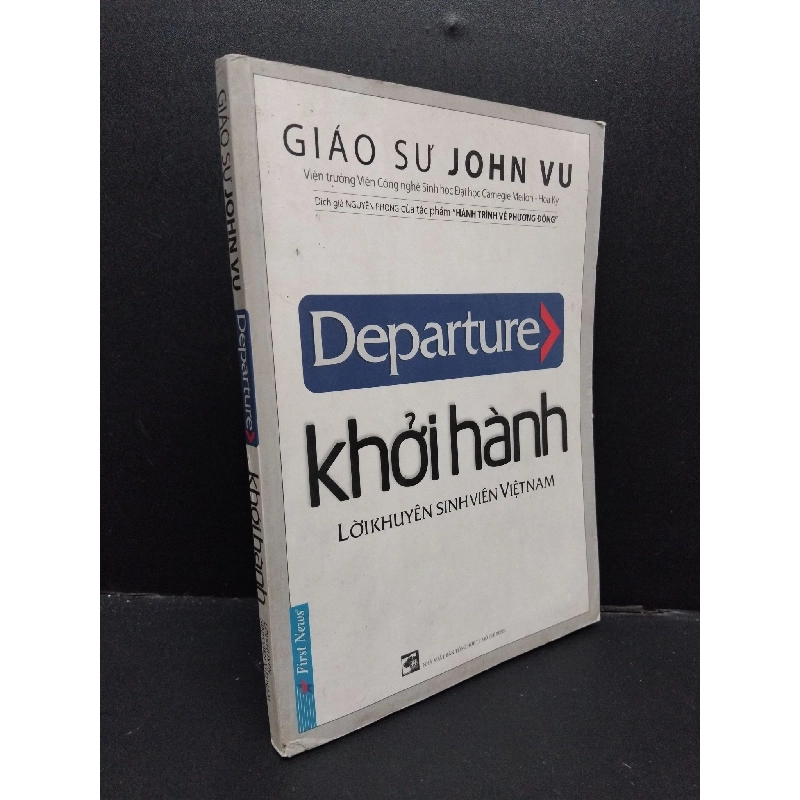 GIÁO SƯ JOHN VU
Viện trưởng Viện Công nghệ Sinh học Đại học Carnegie Mellon - Hoa Kỳ
Dịch giả NGUYÊN PHONG của tác phẩm "HÀNH TRÌNH VỀ PHƯƠNG ĐÔNG"
Departure
khởi hành
LỜI KHUYÊN SINH VIÊN VIỆT NAM
First News
GIÁO SƯ JOHN VU
Departure
khởi hành